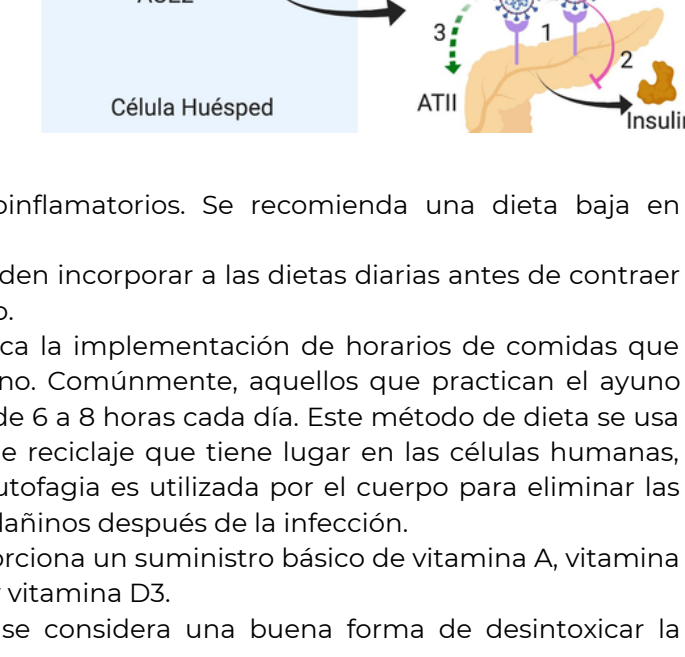 3
1
2
ATII
Célula Huésped
oinflamatorios. Se recomienda una dieta baja en
den incorporar a las dietas diarias antes de contraer
o.
ca la implementación de horarios de comidas que
no. Comúnmente, aquellos que practican el ayuno
de 6 a 8 horas cada día. Este método de dieta se usa
e reciclaje que tiene lugar en las células humanas,
utofagia es utilizada por el cuerpo para eliminar las
dañinos después de la infección.
orciona un suministro básico de vitamina A, vitamina
vitamina D3.
se considera una buena forma de desintoxicar la